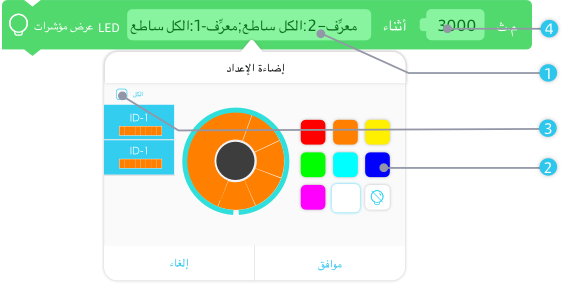 عرض مؤشرات LED معرِّف-2:الكل ساطع;معرِّف-1:الكل ساطع أثناء 3000 م ث
إضاءة الإعداد
الكل
ID-1
ID-1
إلغاء
موافق
4
1
3
2